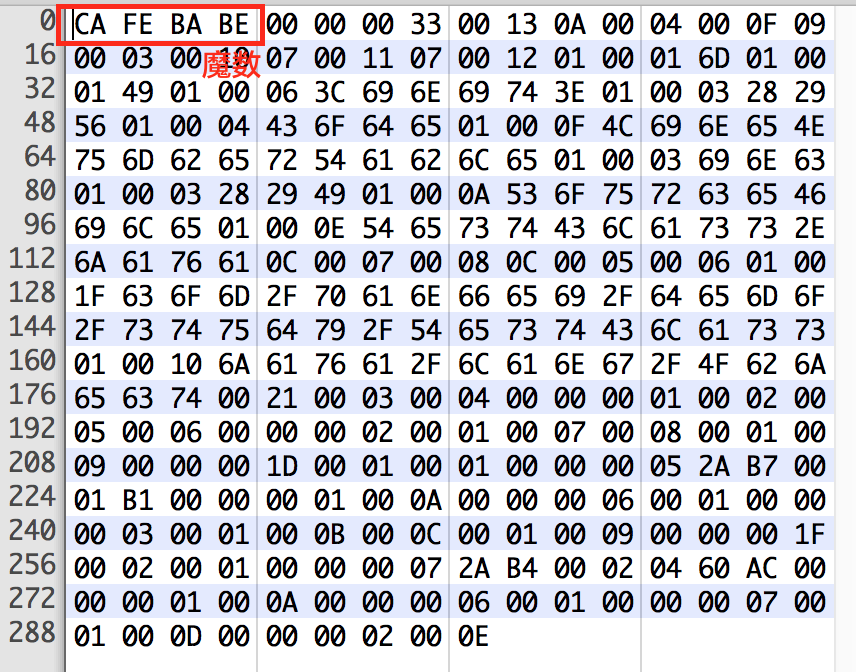 0 CA FE BA BE 00 00 00 33 00 13 0A 00 04 00 0F 09
16 00 03 00 10 07 00 11 07 00 12 01 00 01 6D 01 00
魔数
32 01 49 01 00 06 3C 69 6E 69 74 3E 01 00 03 28 29
48 56 01 00 04 43 6F 64 65 01 00 0F 4C 69 6E 65 4E
64 75 6D 62 65 72 54 61 62 6C 65 01 00 03 69 6E 63
80 01 00 03 28 29 49 01 00 0A 53 6F 75 72 63 65 46
96 69 6C 65 01 00 0E 54 65 73 74 43 6C 61 73 73 2E
112 6A 61 76 61 0C 00 07 00 08 0C 00 05 00 06 01 00
128 1F 63 6F 6D 2F 70 61 6E 66 65 69 2F 64 65 6D 6F
144 2F 73 74 75 64 79 2F 54 65 73 74 43 6C 61 73 73
160 01 00 10 6A 61 76 61 2F 6C 61 6E 67 2F 4F 62 6A
176 65 63 74 00 21 00 03 00 04 00 00 00 01 00 02 00
192 05 00 06 00 00 00 02 00 01 00 07 00 08 00 01 00
208 09 00 00 00 1D 00 01 00 01 00 00 00 05 2A B7 00
224 01 B1 00 00 00 01 00 0A 00 00 00 06 00 01 00 00
240 00 03 00 01 00 0B 00 0C 00 01 00 09 00 00 00 1F
256 00 02 00 01 00 00 00 07 2A B4 00 02 04 60 AC 00
272 00 00 01 00 0A 00 00 00 06 00 01 00 00 00 07 00
288 01 00 0D 00 00 00 02 00 0E